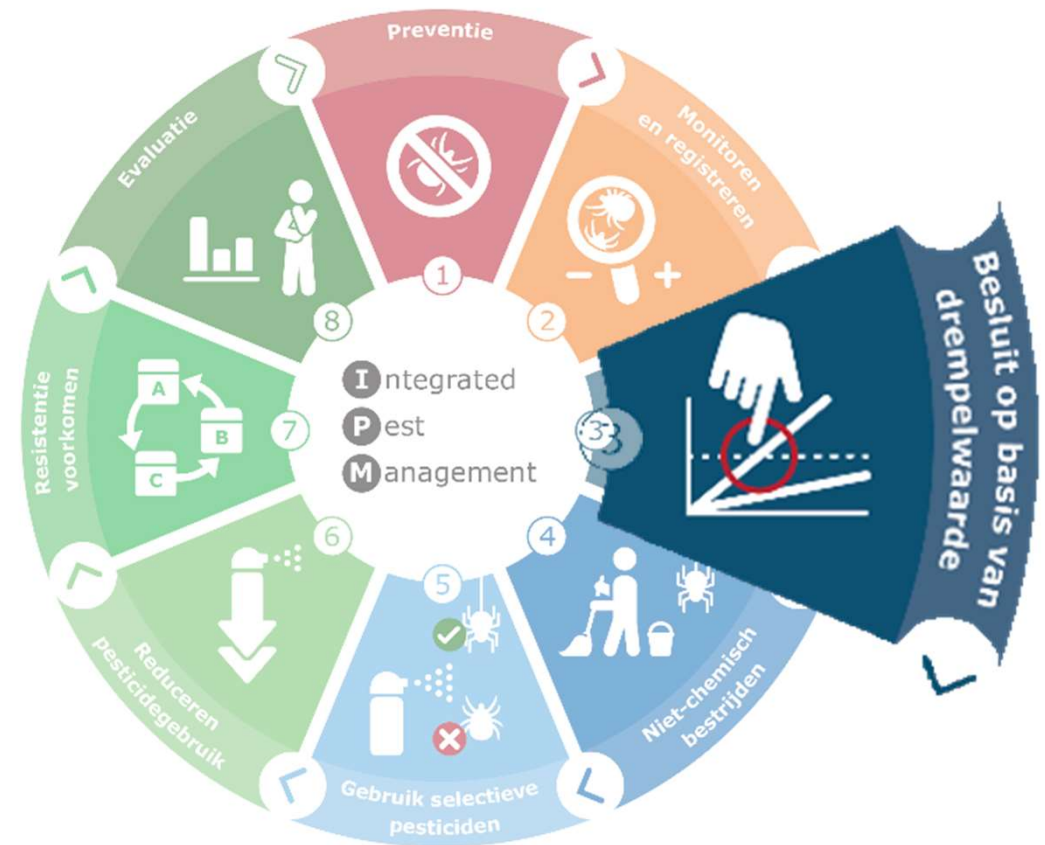 Preventie
1
Monitoren
en registreren
2
Besluit op basis van
drempelwaarde
3
Niet-chemisch
bestrijden
4
Gebruik selectieve
pesticiden
5
Reduceren
pesticidegebruik
6
Resistentie
voorkomen
7
A
B
C
Evaluatie
8
Integrated
Pest
Management